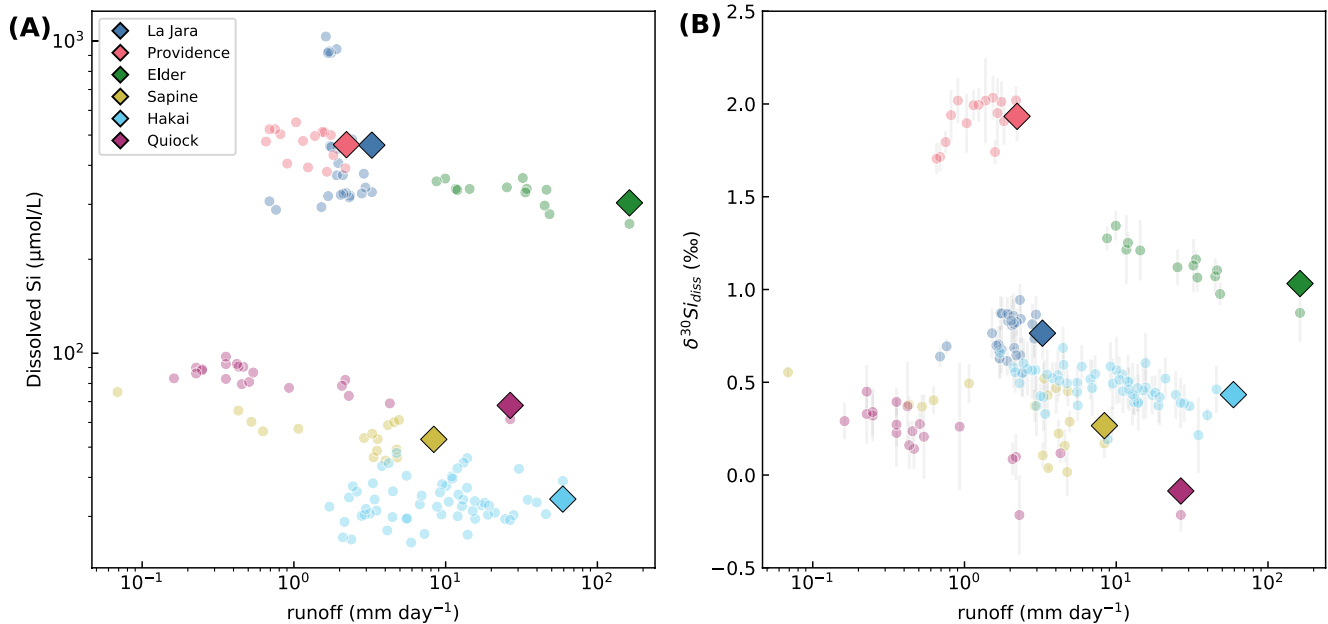 (A)
10³
10²
Dissolved Si (μmol/L)
La Jara
Providence
Elder
Sapine
Hakai
Quiock
10⁻¹ 10⁰ 10¹ 10²
runoff (mm day⁻¹)
(B)
2.5
2.0
1.5
1.0
0.5
0.0
−0.5
δ³⁰Si_diss (‰)
10⁻¹ 10⁰ 10¹ 10²
runoff (mm day⁻¹)